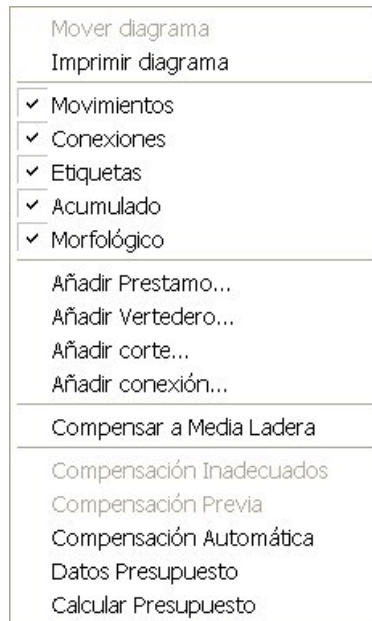 Mover diagrama
Imprimir diagrama
Movimientos
Conexiones
Etiquetas
Acumulado
Morfológico
Añadir Prestamo...
Añadir Vertedero...
Añadir corte...
Añadir conexión...
Compensar a Media Ladera
Compensación Inadecuados
Compensación Previa
Compensación Automática
Datos Presupuesto
Calcular Presupuesto